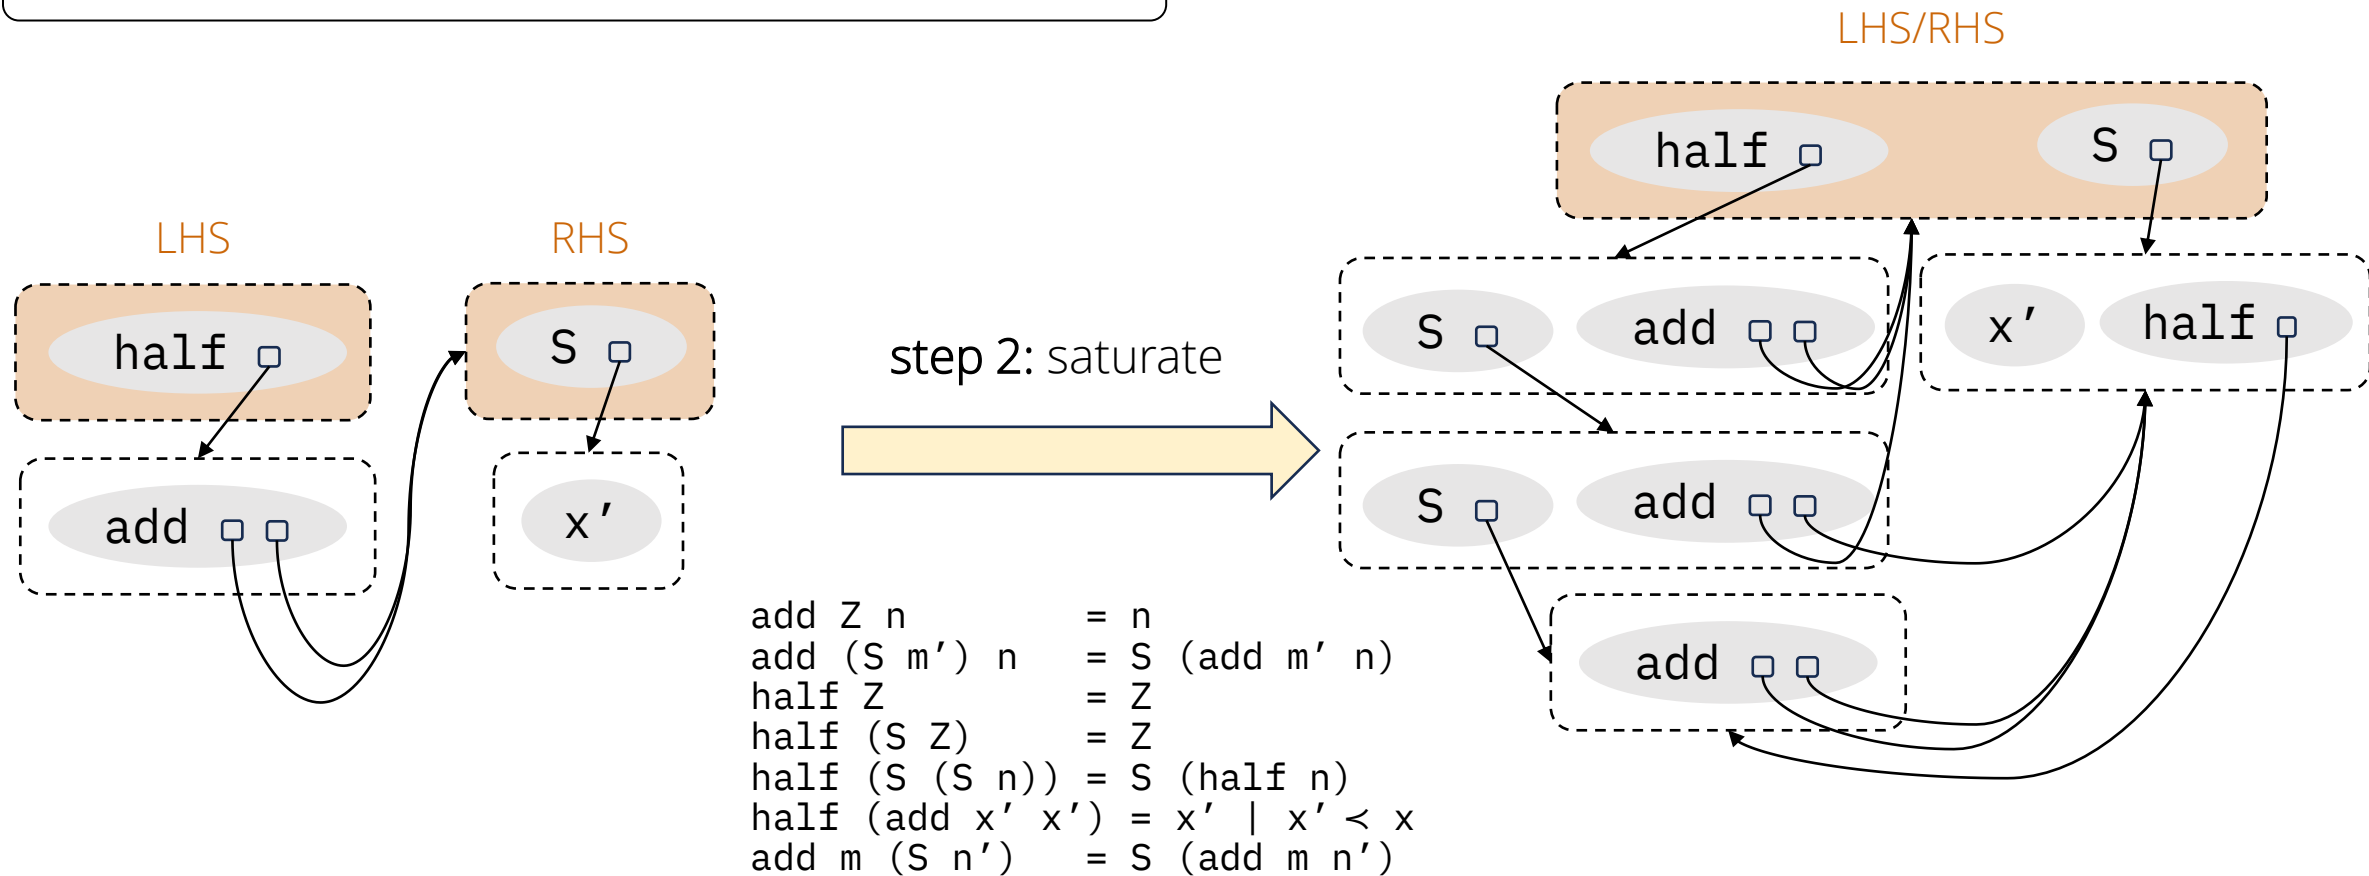 LHS/RHS
half S
LHS
RHS
half
S
add
x’
step 2: saturate
S add
x’ half
S add
add
add Z n = n
add (S m’) n = S (add m’ n)
half Z = Z
half (S Z) = Z
half (S (S n)) = S (half n)
half (add x’ x’) = x’ | x’ ≺ x
add m (S n’) = S (add m n’)